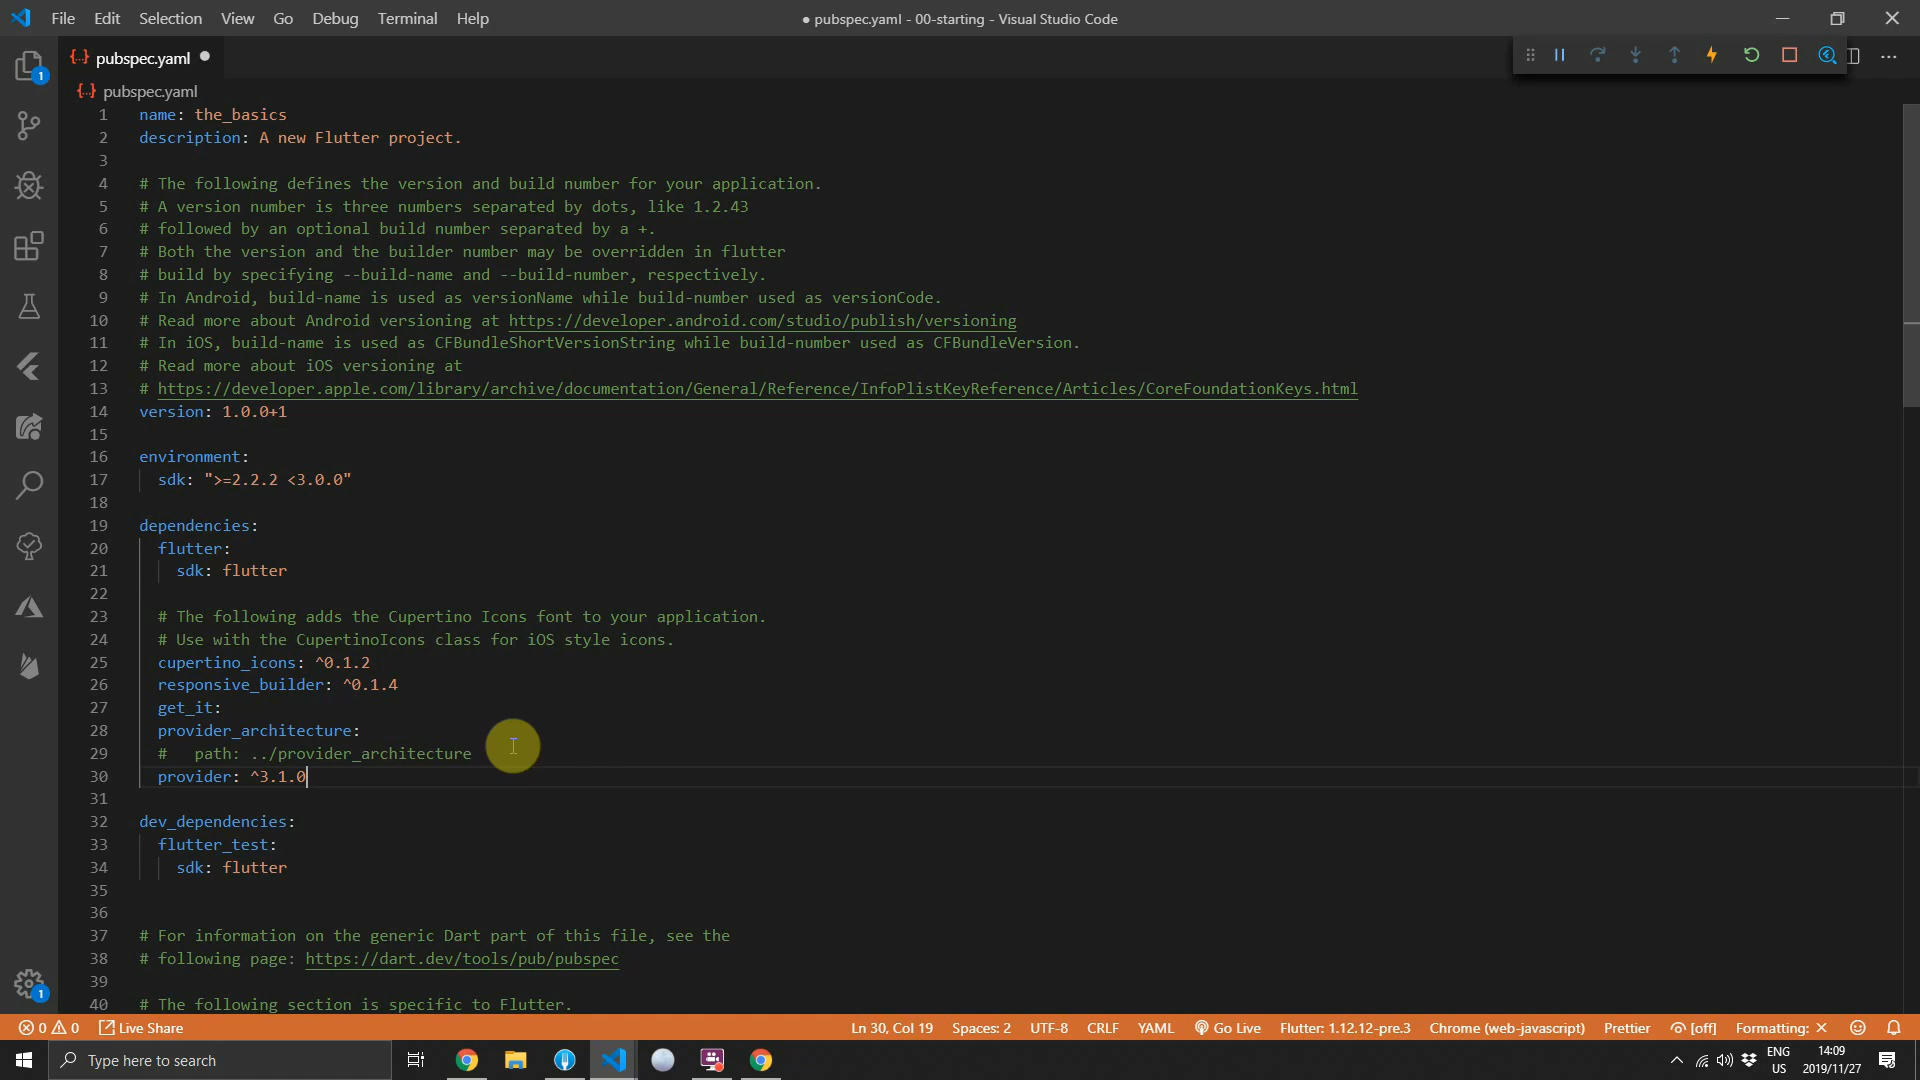 File Edit Selection View Go Debug Terminal Help
● pubspec.yaml - 00-starting - Visual Studio Code
{..} pubspec.yaml ●
{..} pubspec.yaml
1 name: the_basics
2 description: A new Flutter project.
3
4 # The following defines the version and build number for your application.
5 # A version number is three numbers separated by dots, like 1.2.43
6 # followed by an optional build number separated by a +.
7 # Both the version and the builder number may be overridden in flutter
8 # build by specifying --build-name and --build-number, respectively.
9 # In Android, build-name is used as versionName while build-number used as versionCode.
10 # Read more about Android versioning at https://developer.android.com/studio/publish/versioning
11 # In iOS, build-name is used as CFBundleShortVersionString while build-number used as CFBundleVersion.
12 # Read more about iOS versioning at
13 # https://developer.apple.com/library/archive/documentation/General/Reference/InfoPlistKeyReference/Articles/CoreFoundationKeys.html
14 version: 1.0.0+1
15
16 environment:
17 sdk: ">=2.2.2 <3.0.0"
18
19 dependencies:
20 flutter:
21 sdk: flutter
22
23 # The following adds the Cupertino Icons font to your application.
24 # Use with the CupertinoIcons class for iOS style icons.
25 cupertino_icons: ^0.1.2
26 responsive_builder: ^0.1.4
27 get_it:
28 provider_architecture:
29 #   path: ../provider_architecture
30 provider: ^3.1.0
31
32 dev_dependencies:
33 flutter_test:
34 sdk: flutter
35
36
37 # For information on the generic Dart part of this file, see the
38 # following page: https://dart.dev/tools/pub/pubspec
39
40 # The following section is specific to Flutter.
1
1
0 0 Live Share Ln 30, Col 19 Spaces: 2 UTF-8 CRLF YAML Go Live Flutter: 1.12.12-pre.3 Chrome (web-javascript) Prettier [off] Formatting: ✕
Type here to search
ENG
US
14:09
2019/11/27